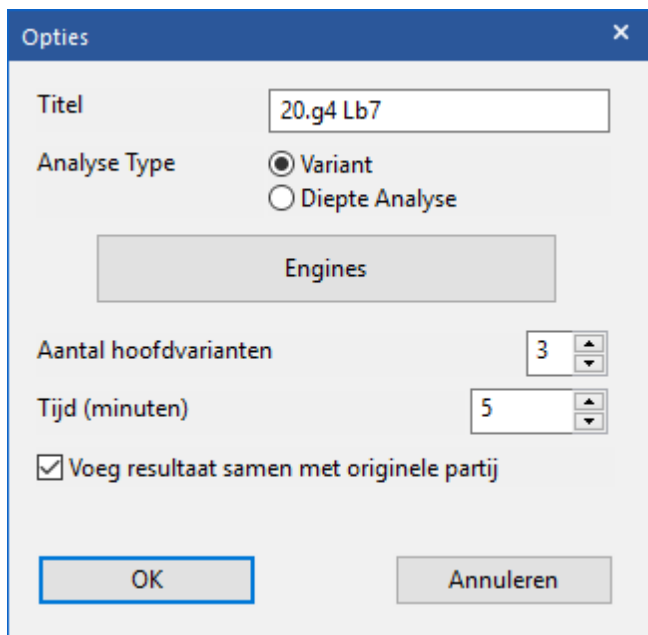 Opties
Titel 20.g4 Lb7
Analyse Type Variant
Diepte Analyse
Engines
Aantal hoofdvarianten 3
Tijd (minuten) 5
Voeg resultaat samen met originele partij
OK Annuleren